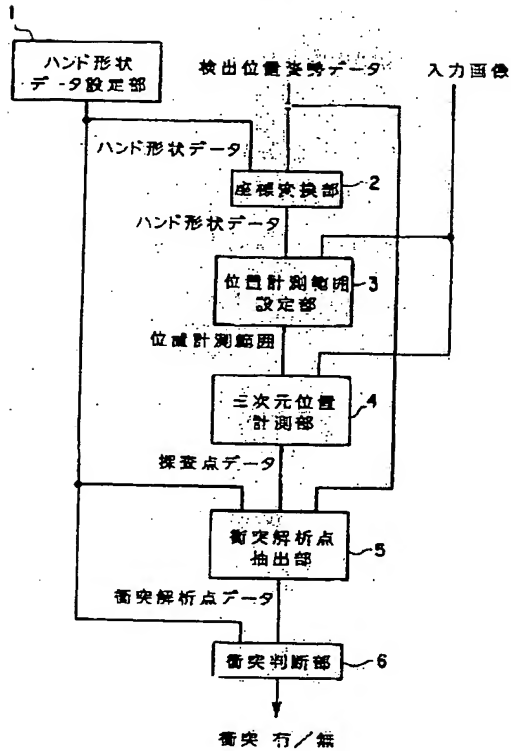 1
ハンド形状
データ設定部
検出位置姿勢データ
入力画像
ハンド形状データ
座標変換部
2
ハンド形状データ
位置計測範囲
設定部
3
位置計測範囲
三次元位置
計測部
4
探査点データ
衝突解析点
抽出部
5
衝突解析点データ
衝突判断部
6
衝突 有/無